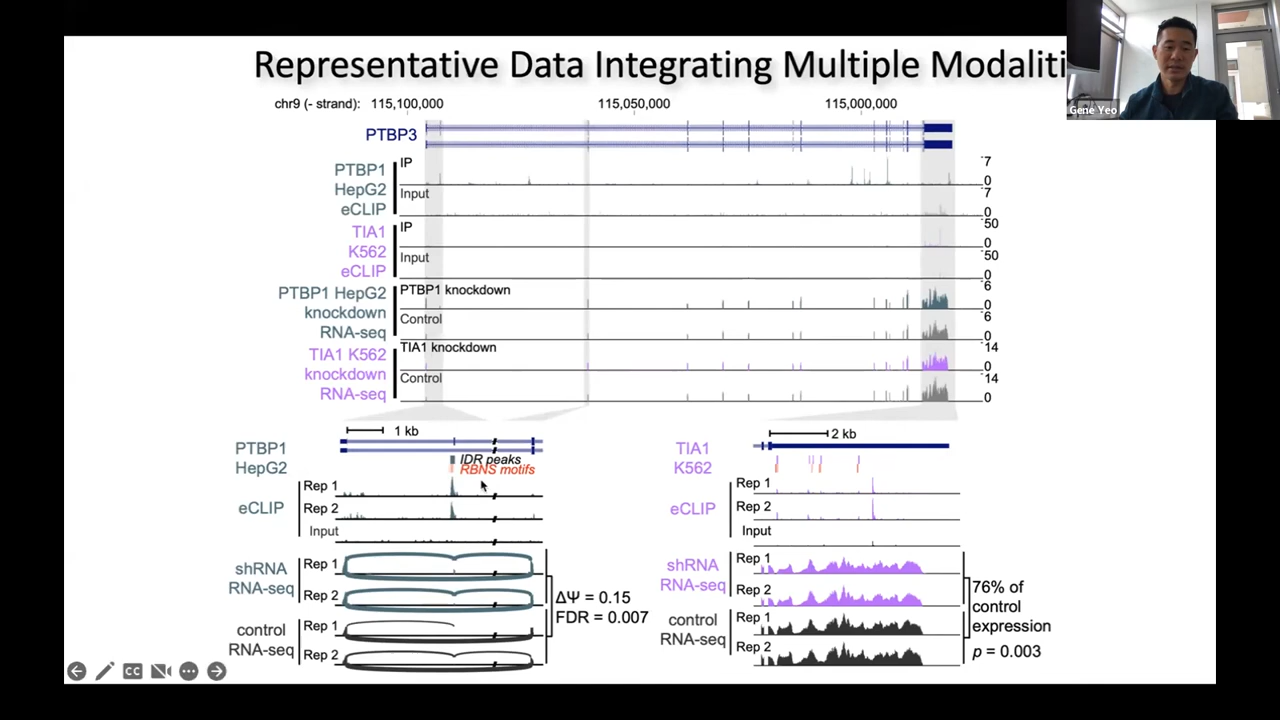 Representative Data Integrating Multiple Modaliti
Gene Yeo
chr9 (- strand): 115,100,000 115,050,000 115,000,000
PTBP3
PTBP1 HepG2 eCLIP
IP 7 0
Input 7 0
TIA1 K562 eCLIP
IP 50 0
Input 50 0
PTBP1 HepG2 knockdown RNA-seq
PTBP1 knockdown 6 0
Control 6 0
TIA1 K562 knockdown RNA-seq
TIA1 knockdown 14 0
Control 14 0
1 kb
PTBP1
HepG2
IDR peaks
RBNS motifs
eCLIP
Rep 1
Rep 2
Input
shRNA
RNA-seq
Rep 1
Rep 2
control
RNA-seq
Rep 1
Rep 2
ΔΨ = 0.15
FDR = 0.007
2 kb
TIA1
K562
eCLIP
Rep 1
Rep 2
Input
shRNA
RNA-seq
Rep 1
Rep 2
control
RNA-seq
Rep 1
Rep 2
76% of
control
expression
p = 0.003
CC